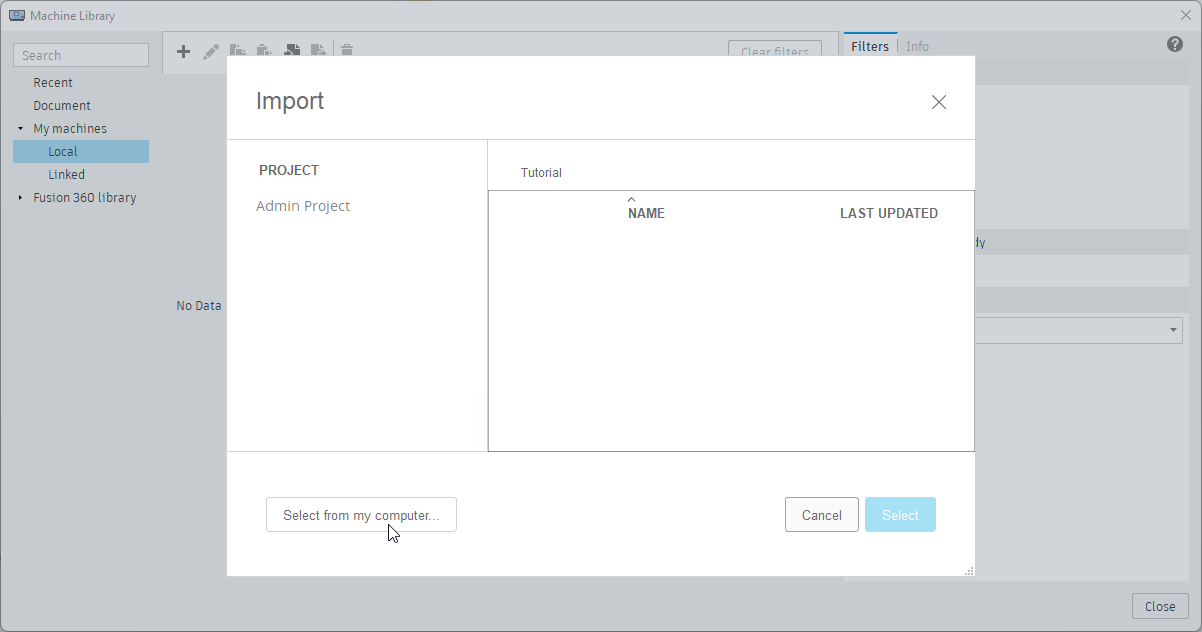 Machine Library
Search
Recent
Document
My machines
Local
Linked
Fusion 360 library
No Data
Clear filters
Filters
Info
Import
PROJECT
Admin Project
Tutorial
NAME
LAST UPDATED
Select from my computer...
Cancel
Select
Close